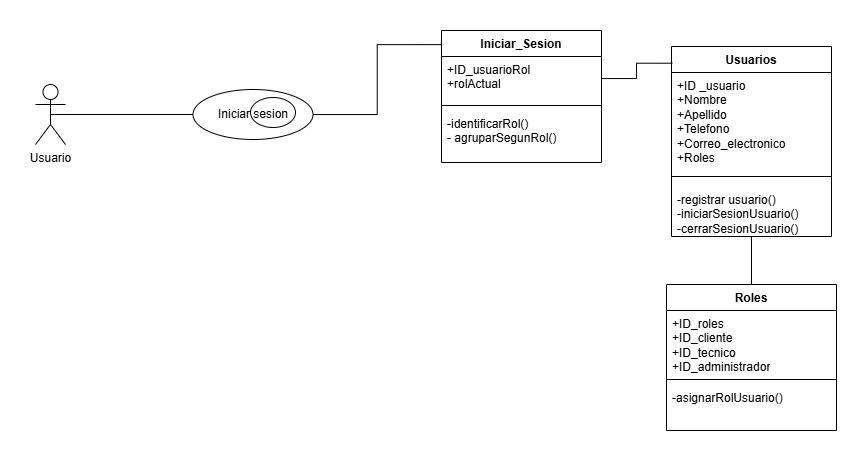 Usuario
Iniciar sesion
Iniciar_Sesion
+ID_usuarioRol
+rolActual
-identificarRol()
- agruparSegunRol()
Usuarios
+ID _usuario
+Nombre
+Apellido
+Telefono
+Correo_electronico
+Roles
-registrar usuario()
-iniciarSesionUsuario()
-cerrarSesionUsuario()
Roles
+ID_roles
+ID_cliente
+ID_tecnico
+ID_administrador
-asignarRolUsuario()